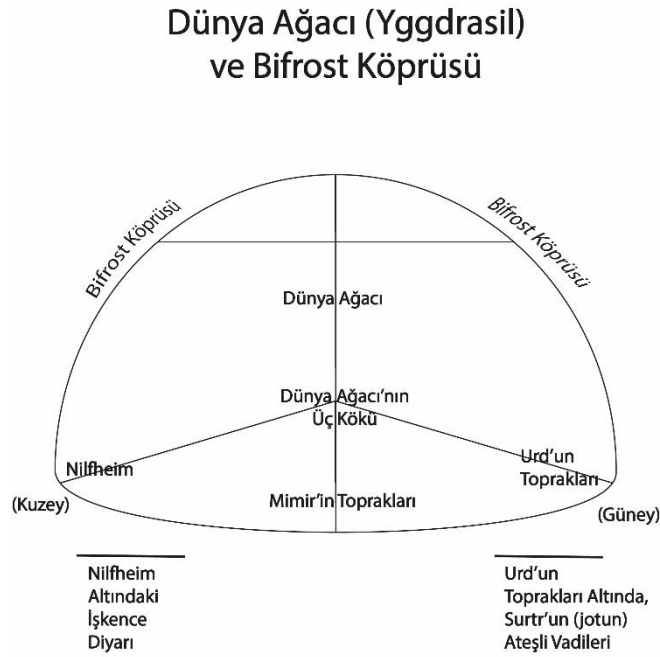 Dünya Ağacı (Yggdrasil)
ve Bifrost Köprüsü
Bifrost Köprüsü
Bifrost Köprüsü
Dünya Ağacı
Dünya Ağacı'nın
Üç Kökü
Nilfheim
Urd'un
Toprakları
Mimir'in Toprakları
(Kuzey)
(Güney)
Nilfheim
Altındaki
İşkence
Diyarı
Urd'un
Toprakları Altında,
Surtr'un (jotun)
Ateşli Vadileri